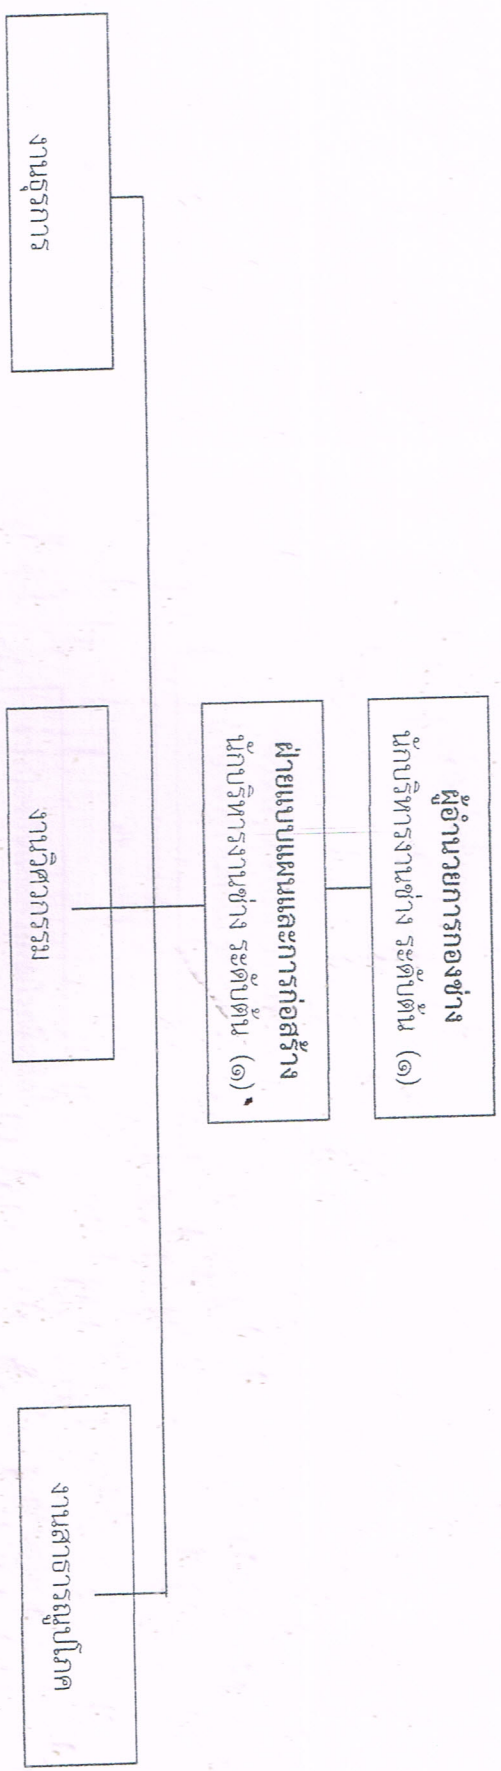 ผู้อำนวยการกองช่าง
นักบริหารงานช่าง ระดับต้น (๑)
ฝ่ายแบบแผนและการก่อสร้าง
นักบริหารงานช่าง ระดับต้น (๑)
งานธุรการ
งานวิศวกรรม
งานสาธารณูปโภค